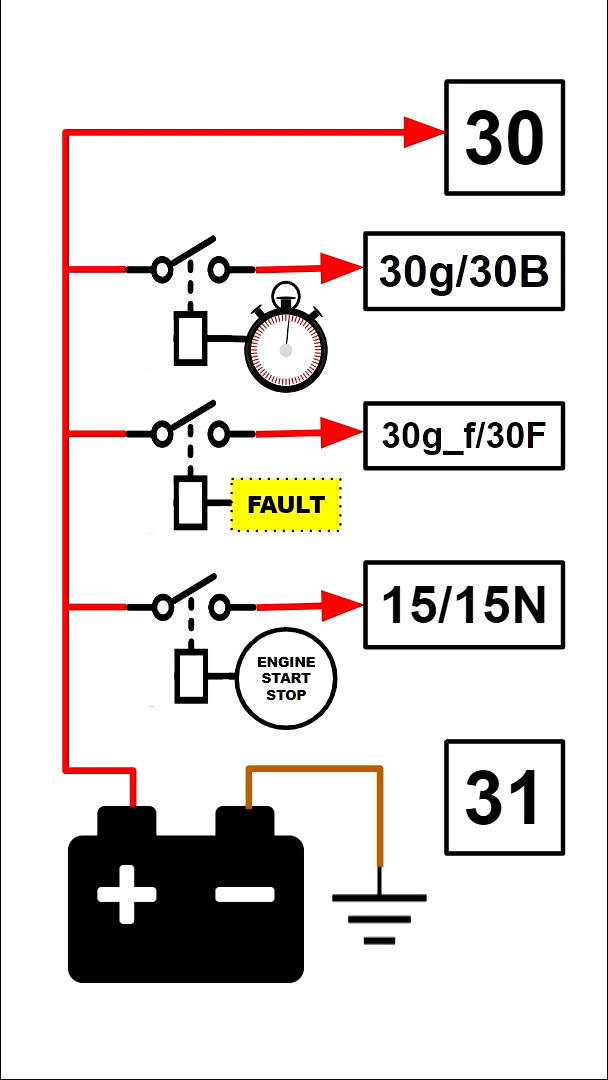 30
30g/30B
30g_f/30F
FAULT
15/15N
ENGINE
START
STOP
31